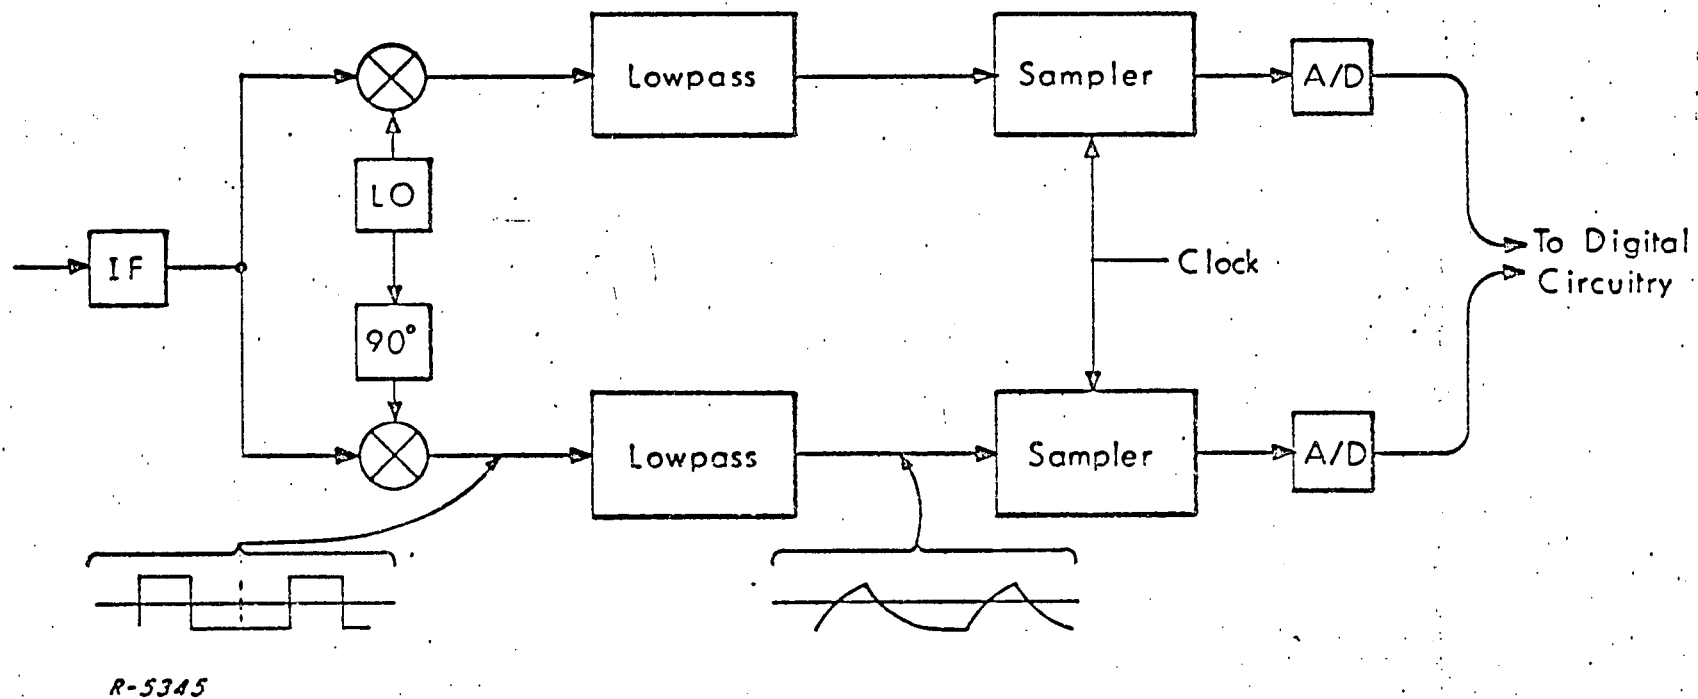 Lowpass
Sampler
A/D
LO
IF
90°
Clock
To Digital
Circuitry
Lowpass
Sampler
A/D
R-5345